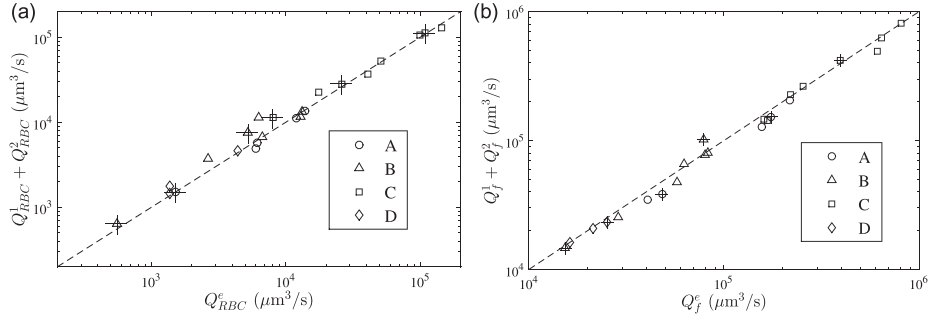 (a)
10^5
10^4
10^3
10^3
10^4
10^5
Q^1_{RBC} + Q^2_{RBC} (μm^3/s)
Q^e_{RBC} (μm^3/s)
A
B
C
D
(b)
10^6
10^5
10^4
10^4
10^5
10^6
Q^1_f + Q^2_f (μm^3/s)
Q^e_f (μm^3/s)
A
B
C
D